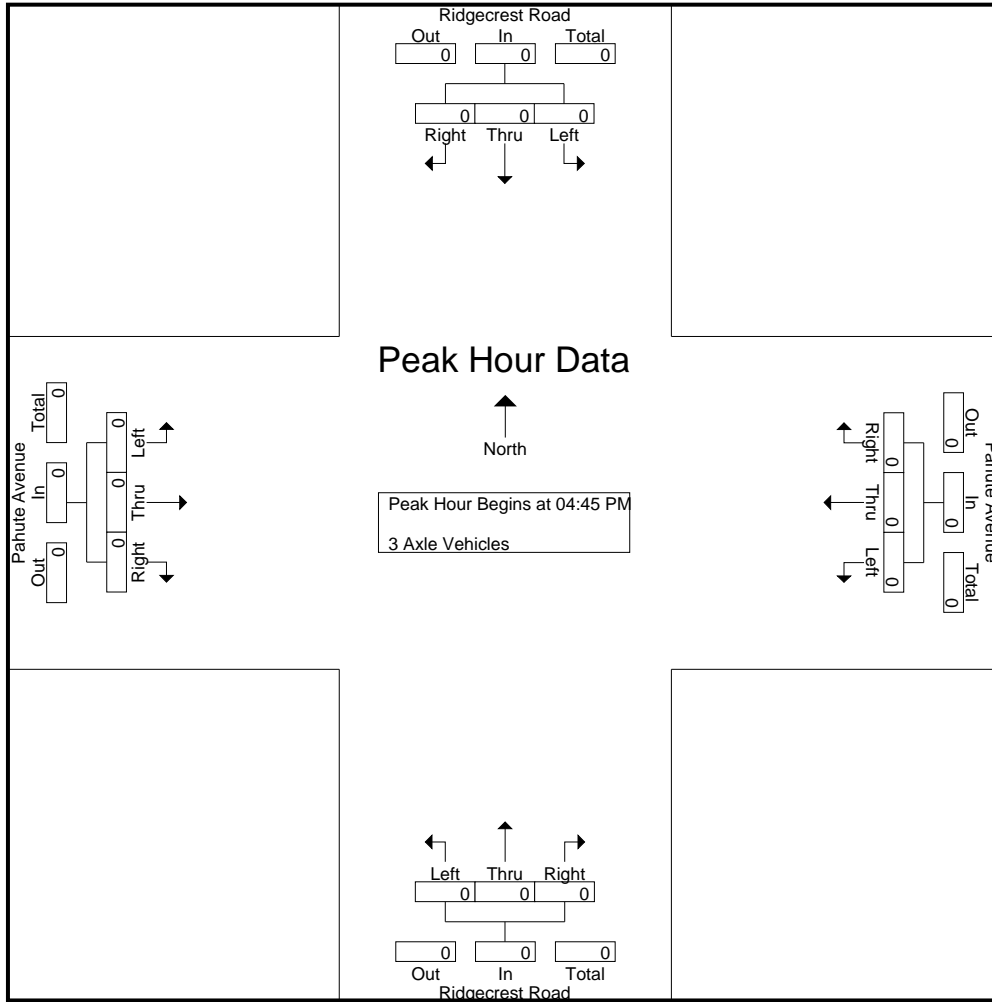 Ridgecrest Road
Out In Total
0 0 0
0 0 0
Right Thru Left
Peak Hour Data
North
Peak Hour Begins at 04:45 PM
3 Axle Vehicles
Pahute Avenue
Out In Total
0 0 0
0 0 0
Right Thru Left
Pahute Avenue
Out In Total
0 0 0
0 0 0
Right Thru Left
Left Thru Right
0 0 0
0 0 0
Out In Total
Ridgecrest Road